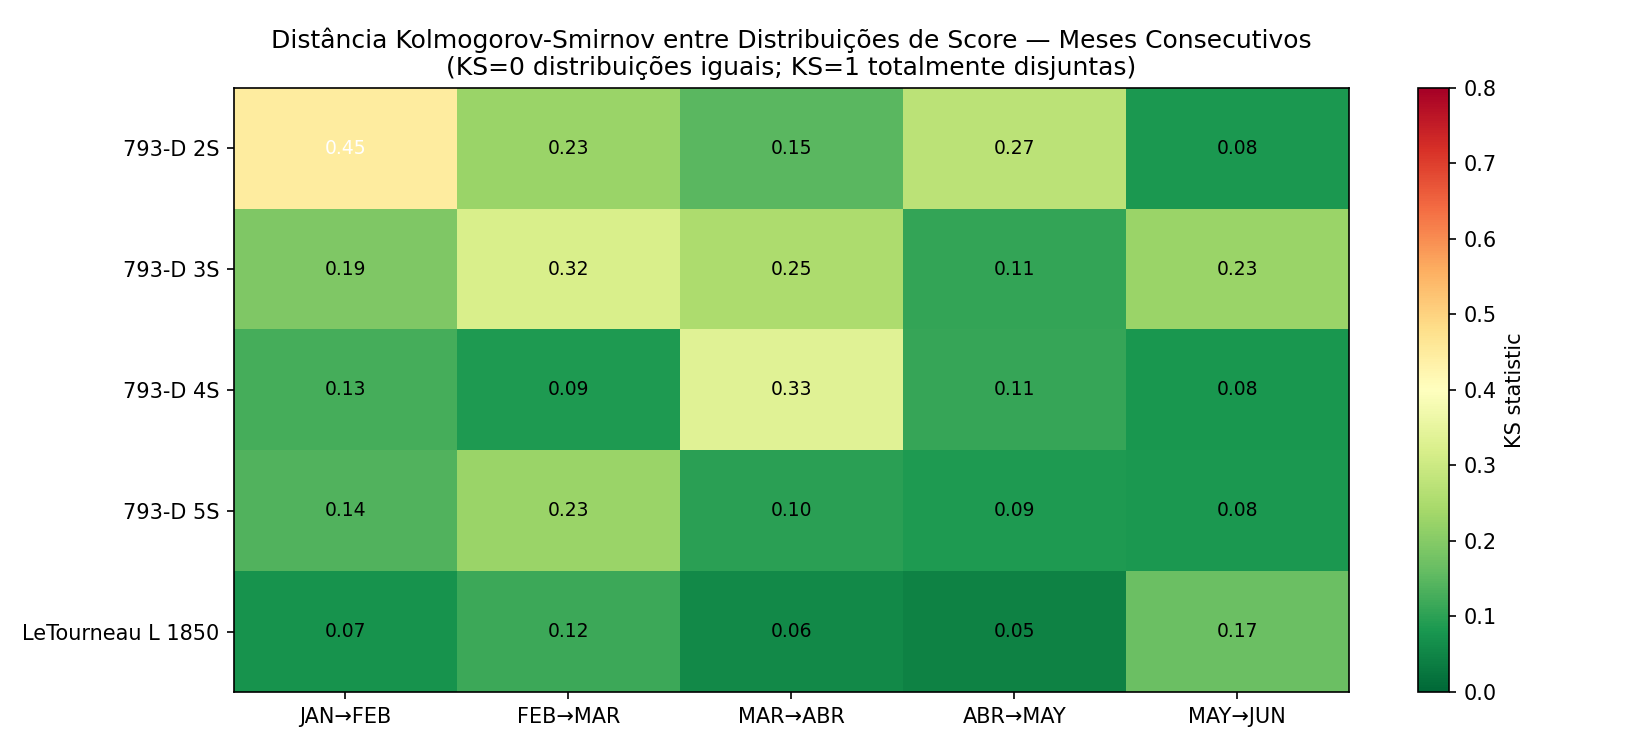 Distância Kolmogorov-Smirnov entre Distribuições de Score — Meses Consecutivos
(KS=0 distribuições iguais; KS=1 totalmente disjuntas)
793-D 2S 0.45 0.23 0.15 0.27 0.08
793-D 3S 0.19 0.32 0.25 0.11 0.23
793-D 4S 0.13 0.09 0.33 0.11 0.08
793-D 5S 0.14 0.23 0.10 0.09 0.08
LeTourneau L 1850 0.07 0.12 0.06 0.05 0.17
JAN→FEB FEB→MAR MAR→ABR ABR→MAY MAY→JUN
0.8
0.7
0.6
0.5
0.4
0.3
0.2
0.1
0.0
KS statistic